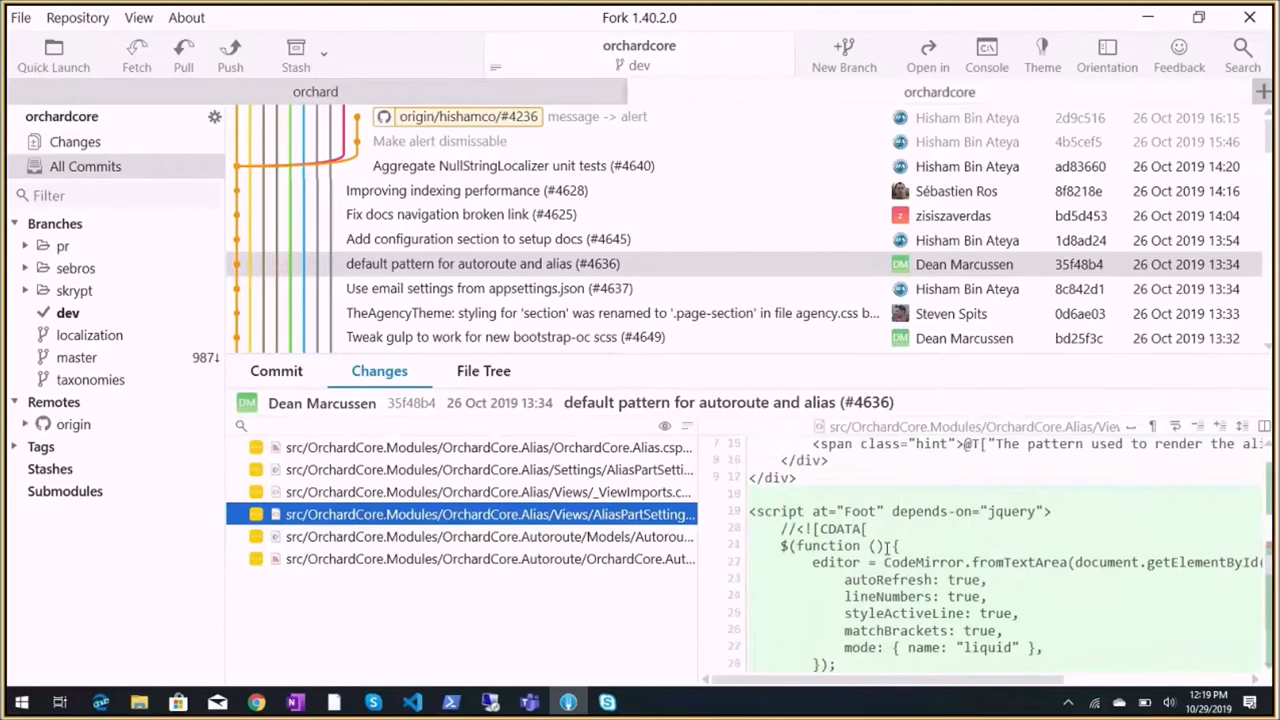 File Repository View About Fork 1.40.2.0
Quick Launch Fetch Pull Push Stash orchardcore New Branch Open in Console Theme Orientation Feedback Search
dev
orchard orchardcore
orchardcore
Changes
All Commits
Filter
Branches
pr
sebros
skrypt
dev
localization
master 987↓
taxonomies
Remotes
origin
Tags
Stashes
Submodules
origin/hishamco/#4236 message -> alert Hisham Bin Ateya 2d9c516 26 Oct 2019 16:15
Make alert dismissable Hisham Bin Ateya 4b5cef5 26 Oct 2019 15:46
Aggregate NullStringLocalizer unit tests (#4640) Hisham Bin Ateya ad83660 26 Oct 2019 14:20
Improving indexing performance (#4628) Sébastien Ros 8f8218e 26 Oct 2019 14:16
Fix docs navigation broken link (#4625) z zisiszaverdas bd5d453 26 Oct 2019 14:04
Add configuration section to setup docs (#4645) Hisham Bin Ateya 1d8ad24 26 Oct 2019 13:54
default pattern for autoroute and alias (#4636) DM Dean Marcussen 35f48b4 26 Oct 2019 13:34
Use email settings from appsettings.json (#4637) Hisham Bin Ateya 8c842d1 26 Oct 2019 13:34
TheAgencyTheme: styling for 'section' was renamed to '.page-section' in file agency.css b... Steven Spits 0d6ae03 26 Oct 2019 13:33
Tweak gulp to work for new bootstrap-oc scss (#4649) DM Dean Marcussen bd25f3c 26 Oct 2019 13:32
Commit Changes File Tree
DM Dean Marcussen 35f48b4 26 Oct 2019 13:34 default pattern for autoroute and alias (#4636)
src/OrchardCore.Modules/OrchardCore.Alias/OrchardCore.Alias.csp...
src/OrchardCore.Modules/OrchardCore.Alias/Settings/AliasPartSetti...
src/OrchardCore.Modules/OrchardCore.Alias/Views/_ViewImports.c...
src/OrchardCore.Modules/OrchardCore.Alias/Views/AliasPartSetting...
src/OrchardCore.Modules/OrchardCore.Autoroute/Models/Autorou...
src/OrchardCore.Modules/OrchardCore.Autoroute/OrchardCore.Aut...
src/OrchardCore.Modules/OrchardCore.Alias/View
7 15 <span class="hint">@T["The pattern used to render the ali
8 16 </div>
9 12 </div>
18
19 <script at="Foot" depends-on="jquery">
20 //<![CDATA[
21 $(function () {
22 editor = CodeMirror.fromTextArea(document.getElementById(
23 autoRefresh: true,
24 lineNumbers: true,
25 styleActiveLine: true,
26 matchBrackets: true,
27 mode: { name: "liquid" },
28 });
12:19 PM
10/29/2019